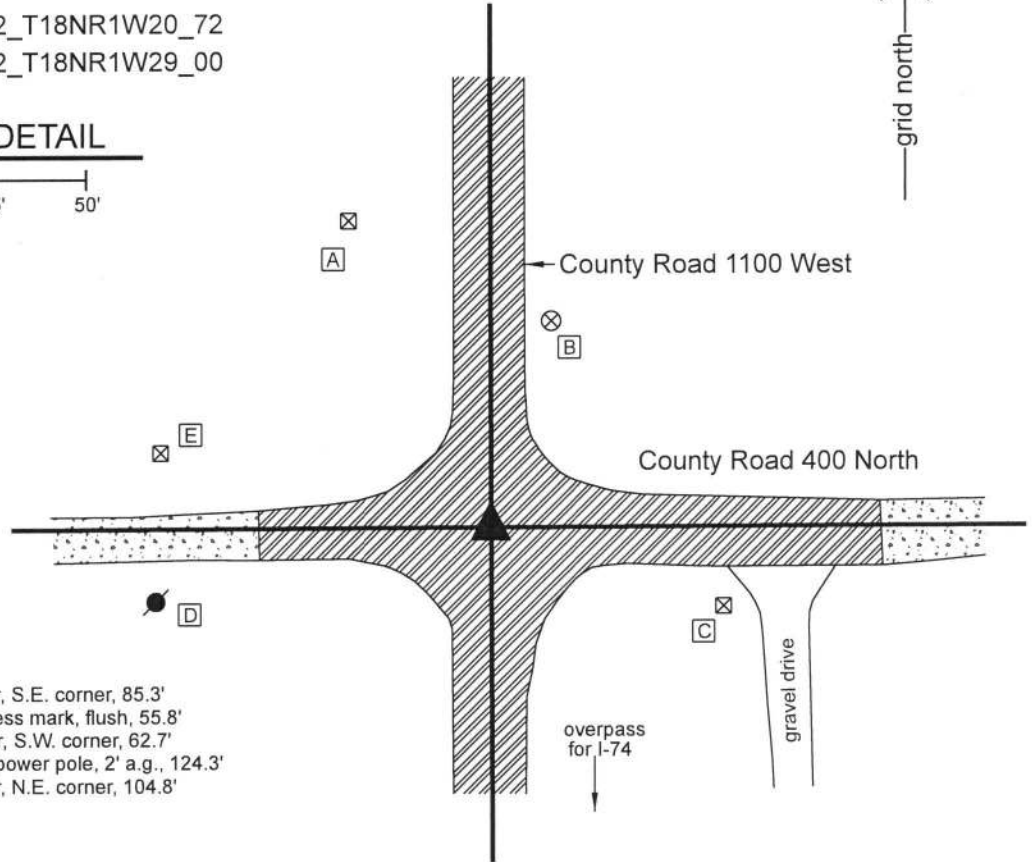 2_T18NR1W20_72
2_T18NR1W29_00
grid north
DETAIL
50'
A
County Road 1100 West
B
E
County Road 400 North
D
C
gravel drive
overpass
for I-74
S.E. corner, 85.3'
mark, flush, 55.8'
S.W. corner, 62.7'
power pole, 2' a.g., 124.3'
N.E. corner, 104.8'